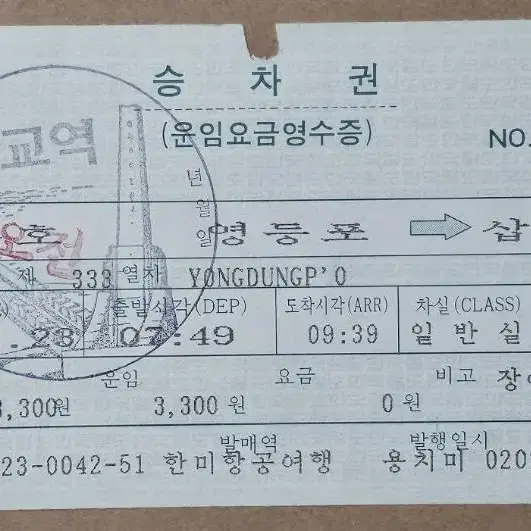 승 차 권
(운임요금영수증)
NO.
교역
년
월
일
호 영등포 ⇨ 삽
제 333 열차 YONGDUNGP'O
출발시각(DEP) 도착시각(ARR) 차실(CLASS)
.23 07:49 09:39 일 반 실
운임 요금 비고 장
3,300원 3,300 원 0 원
발매역 발행일시
23-0042-51 한미항공여행 용치미 020